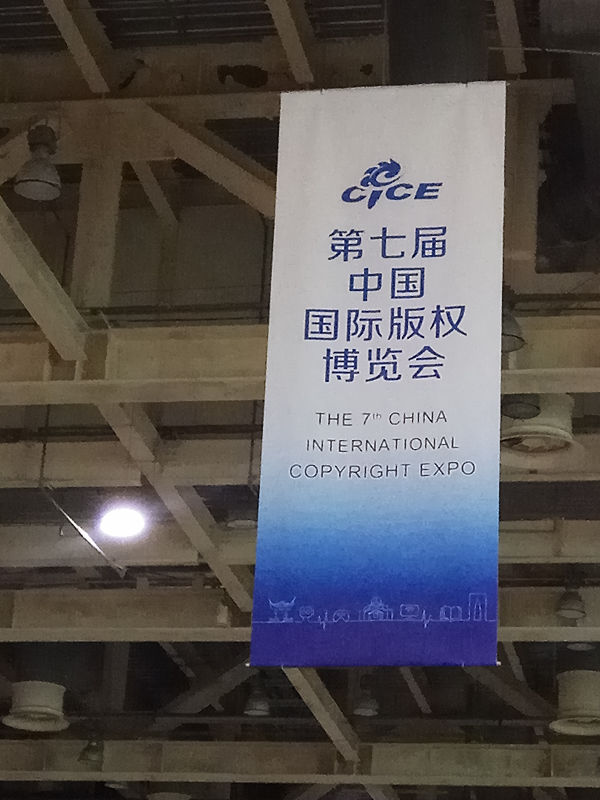 CICE
第七届
中国
国际版权
博览会
THE 7th CHINA
INTERNATIONAL
COPYRIGHT EXPO